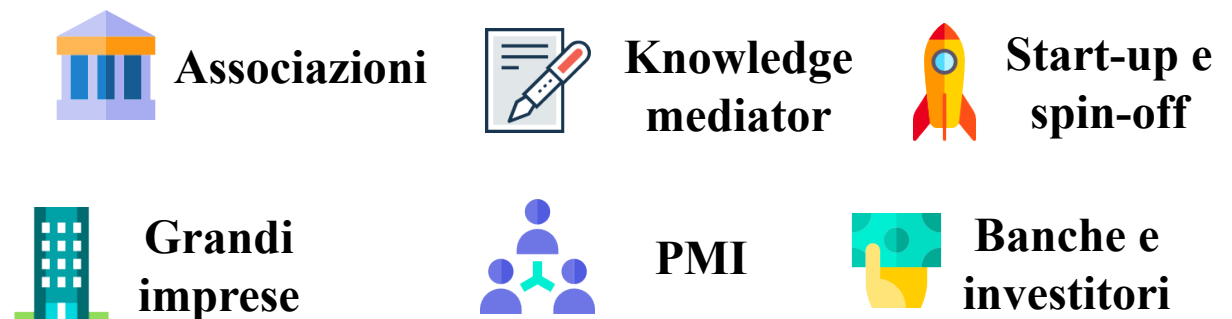 Associazioni
Knowledge
mediator
Start-up e
spin-off
Grandi
imprese
PMI
Banche e
investitori